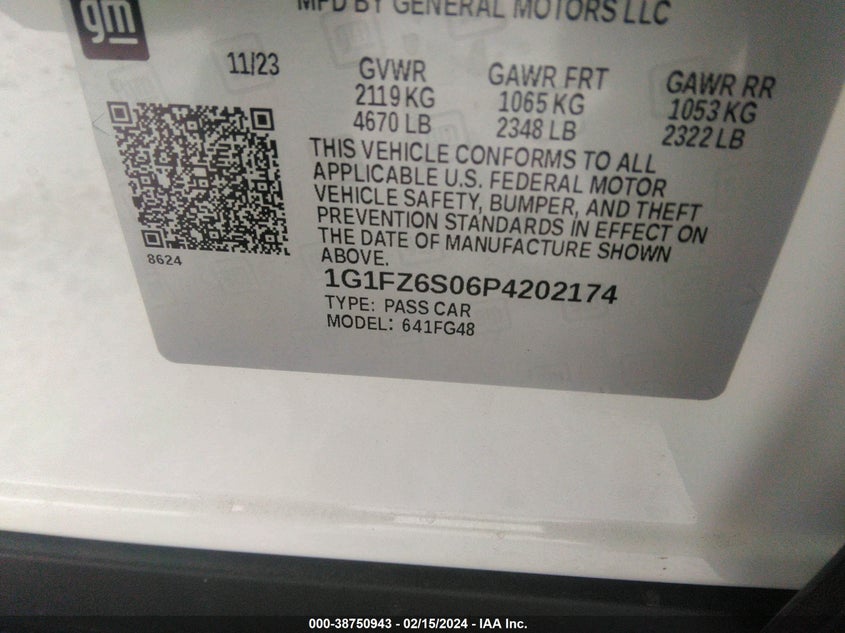 MFD BY GENERAL MOTORS LLC
gm
11/23
GVWR
2119 KG
4670 LB
GAWR FRT
1065 KG
2348 LB
GAWR RR
1053 KG
2322 LB
THIS VEHICLE CONFORMS TO ALL
APPLICABLE U.S. FEDERAL MOTOR
VEHICLE SAFETY, BUMPER, AND THEFT
PREVENTION STANDARDS IN EFFECT ON
THE DATE OF MANUFACTURE SHOWN
ABOVE.
8624
1G1FZ6S06P4202174
TYPE: PASS CAR
MODEL: 641FG48
000-38750943 - 02/15/2024 - IAA Inc.